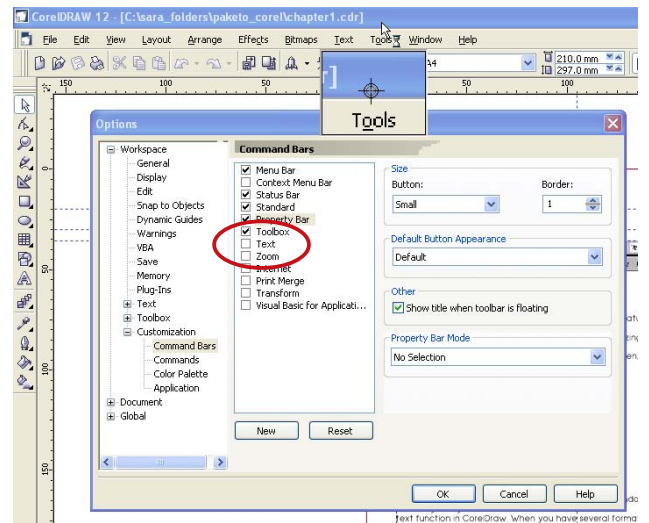 CorelDRAW 12 - [C:\sara_folders\paketo_corel\chapter1.cdr]
File Edit View Layout Arrange Effects Bitmaps Text Tools Window Help
A4
210.0 mm
297.0 mm
150 100 50 50 100
]
Tools
Options
Workspace
General
Display
Edit
Snap to Objects
Dynamic Guides
Warnings
VBA
Save
Memory
Plug-Ins
Text
Toolbox
Customization
Command Bars
Commands
Color Palette
Application
Document
Global
Command Bars
Menu Bar
Context Menu Bar
Status Bar
Standard
Property Bar
Toolbox
Text
Zoom
Internet
Print Merge
Transform
Visual Basic for Applicati...
New Reset
Size
Button: Border:
Small 1
Default Button Appearance
Default
Other
Show title when toolbar is floating
Property Bar Mode
No Selection
OK Cancel Help
0
50
100
150
text function in CorelDraw. When you have several forma